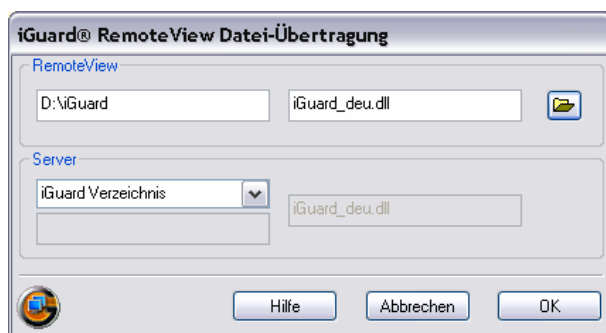 iGuard® RemoteView Datei-Übertragung
RemoteView
D:\iGuard iGuard_deu.dll
Server
iGuard Verzeichnis
iGuard_deu.dll
Hilfe Abbrechen OK